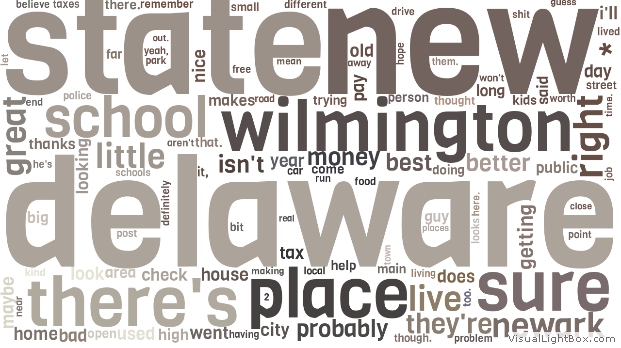 believe taxes there. remember small different drive guess
state new shit i'll
let far out. yeah, park nice free mean old away pay hope them. lived *
won't long said day street
end police makes road trying person thought kids worth time.
great school wilmington right
thanks aren't that.
he's looking little isn't year money best doing better public job
schools it, car come run food
delaware
big post definitely bit real guy places looks here. getting close point
tax own
kind look area check house making local help main living does
maybe near there's 2 place live too. sure
they're newark
home bad open used high went having city probably though. problem
VisualLightBox.com